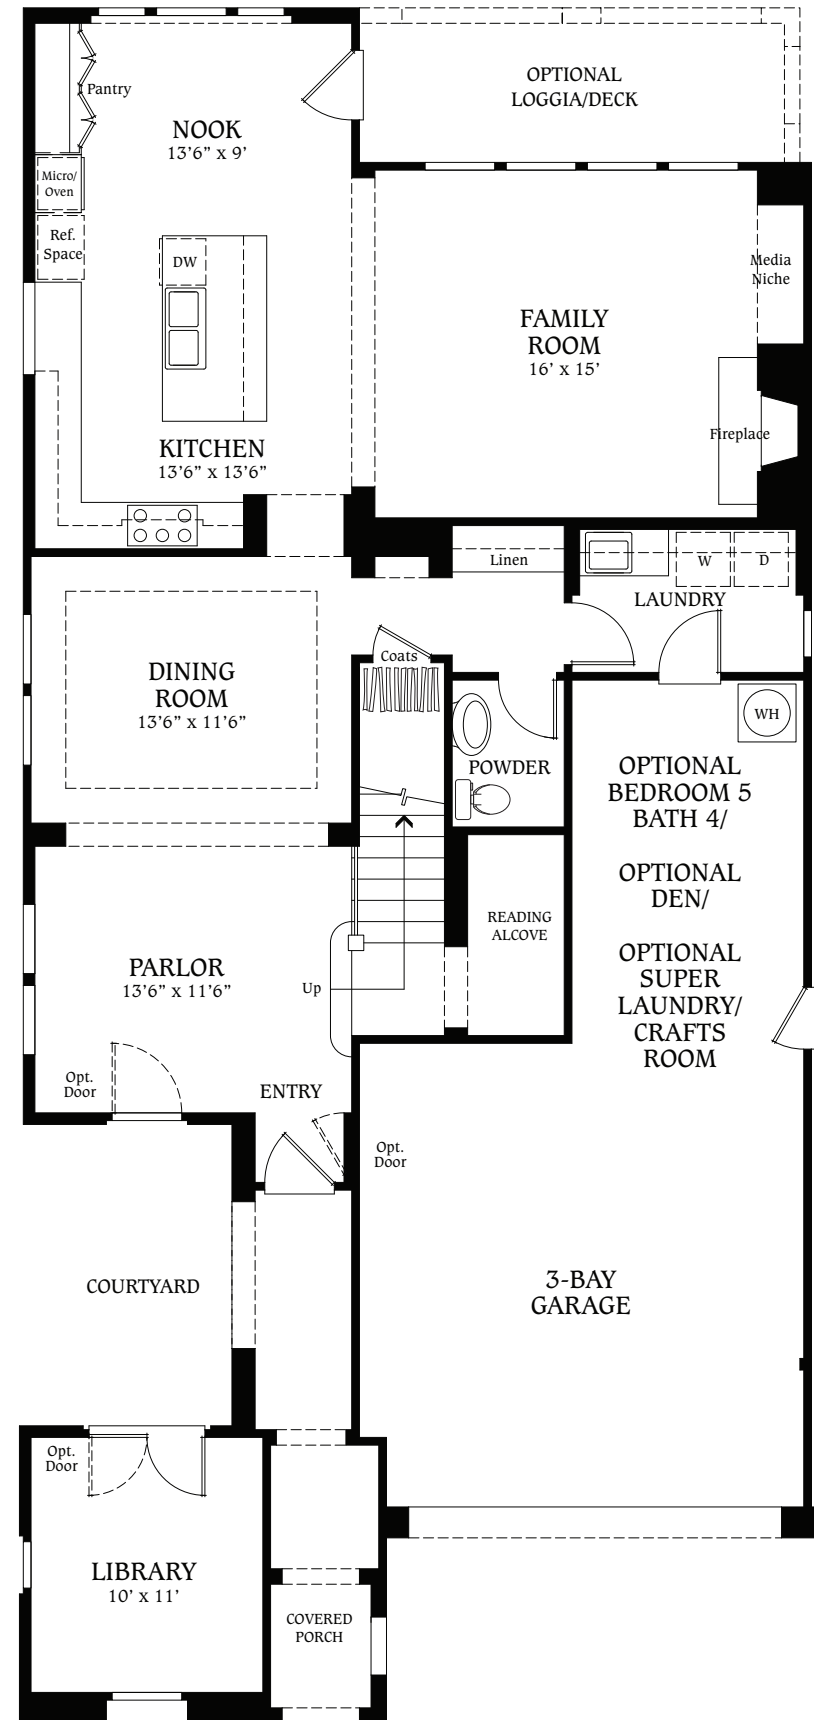 OPTIONAL
LOGGIA/DECK
Pantry
NOOK
13’6” x 9’
Micro/
Oven
Ref.
Space
DW
Media
Niche
FAMILY
ROOM
16’ x 15’
Fireplace
KITCHEN
13’6” x 13’6”
Linen
W
D
LAUNDRY
Coats
DINING
ROOM
13’6” x 11’6”
WH
POWDER
OPTIONAL
BEDROOM 5
BATH 4/
OPTIONAL
DEN/
OPTIONAL
SUPER
LAUNDRY/
CRAFTS
ROOM
READING
ALCOVE
PARLOR
13’6” x 11’6”
Up
Opt.
Door
ENTRY
Opt.
Door
COURTYARD
3-BAY
GARAGE
Opt.
Door
LIBRARY
10’ x 11’
COVERED
PORCH